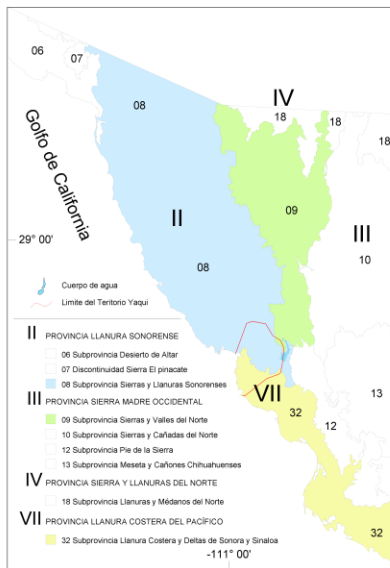 06
07
08
IV
18
18
18
Golfo de California
II
09
III
29° 00'
08
10
Cuerpo de agua
Limite del Territorio Yaqui
II PROVINCIA LLANURA SONORENSE
06 Subprovincia Desierto de Altar
07 Discontinuidad Sierra El pinacate
08 Subprovincia Sierras y Llanuras Sonorenses
III PROVINCIA SIERRA MADRE OCCIDENTAL
09 Subprovincia Sierras y Valles del Norte
10 Subprovincia Sierras y Cañadas del Norte
12 Subprovincia Pie de la Sierra
13 Subprovincia Meseta y Cañones Chihuahuenses
IV PROVINCIA SIERRA Y LLANURAS DEL NORTE
18 Subprovincia Llanuras y Médanos del Norte
VII PROVINCIA LLANURA COSTERA DEL PACÍFICO
32 Subprovincia Llanura Costera y Deltas de Sonora y Sinaloa
VII
32
12
13
32
-111° 00'